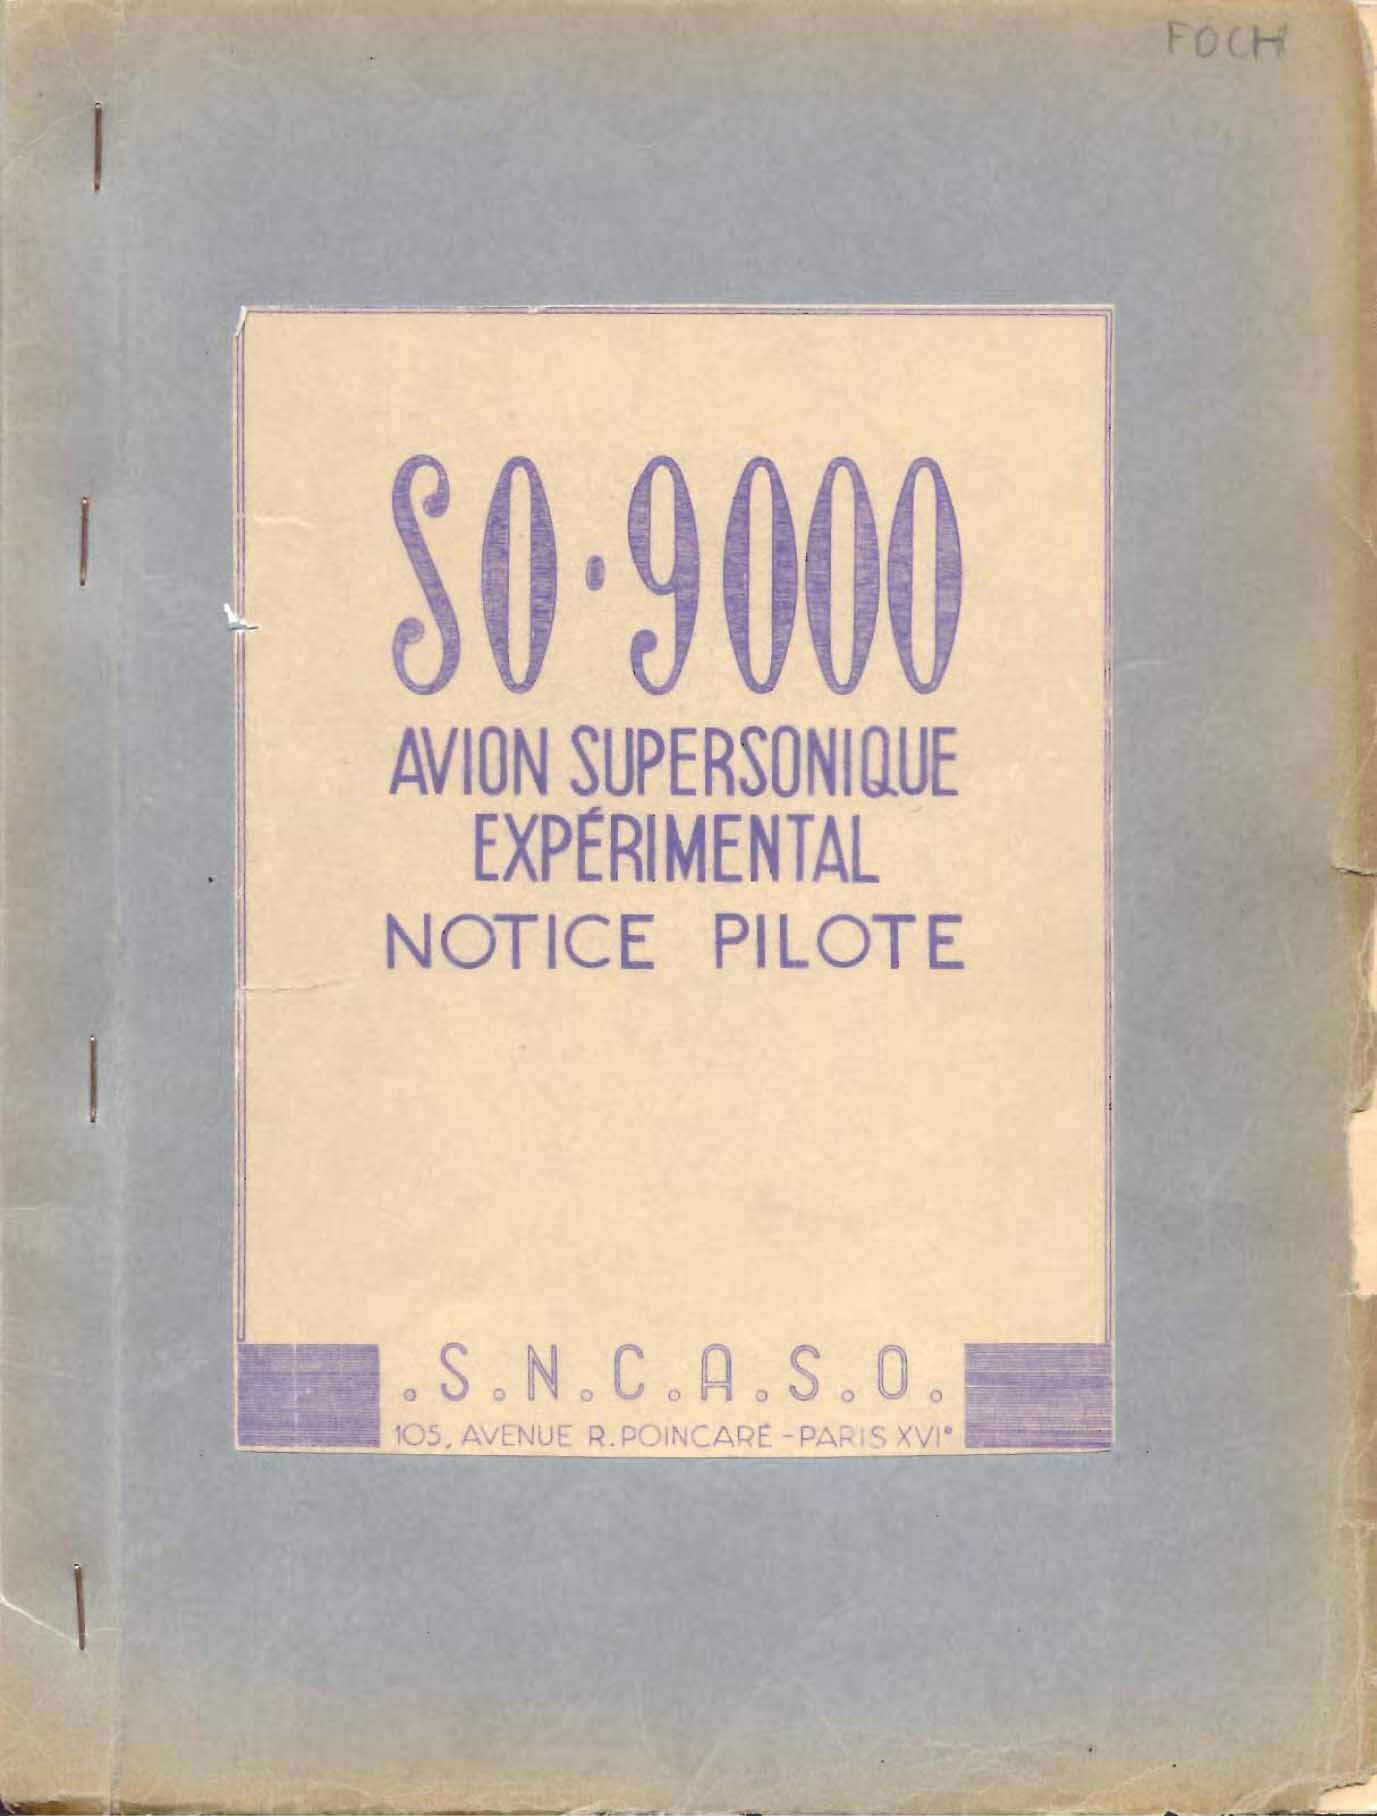 FOCH
SO·9000
AVION SUPERSONIQUE
EXPÉRIMENTAL
NOTICE PILOTE
.S.N.C.A.S.O.
105, AVENUE R. POINCARÉ - PARIS XVI°